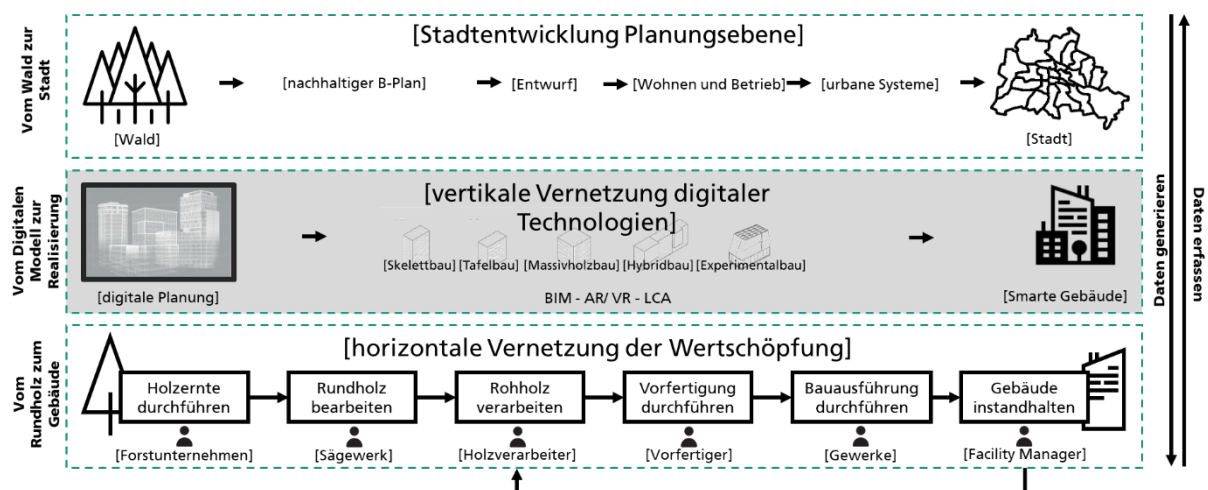 Vom Wald zur
Stadt
[Stadtentwicklung Planungsebene]
[nachhaltiger B-Plan]
[Entwurf]
[Wohnen und Betrieb]
[urbane Systeme]
[Wald]
[Stadt]
Vom Digitalen
Modell zur
Realisierung
[vertikale Vernetzung digitaler
Technologien]
[Skelettbau]
[Tafelbau]
[Massivholzbau]
[Hybridbau]
[Experimentalbau]
[digitale Planung]
BIM - AR/ VR - LCA
[Smarte Gebäude]
Vom
Rundholz zum
Gebäude
[horizontale Vernetzung der Wertschöpfung]
Holzernte
durchführen
Rundholz
bearbeiten
Rohholz
verarbeiten
Vorfertigung
durchführen
Bauausführung
durchführen
Gebäude
instandhalten
[Forstunternehmen]
[Sägewerk]
[Holzverarbeiter]
[Vorfertiger]
[Gewerke]
[Facility Manager]
Daten generieren
Daten erfassen